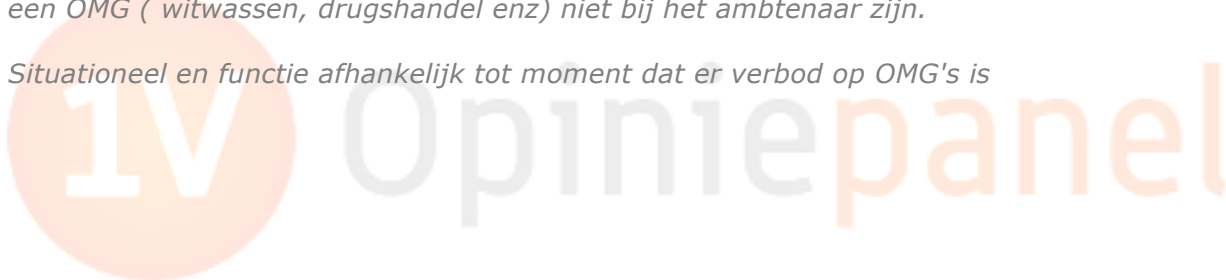 een OMG ( witwassen, drugshandel enz) niet bij het ambtenaar zijn.
Situationeel en functie afhankelijk tot moment dat er verbod op OMG's is
1V Opiniepanel